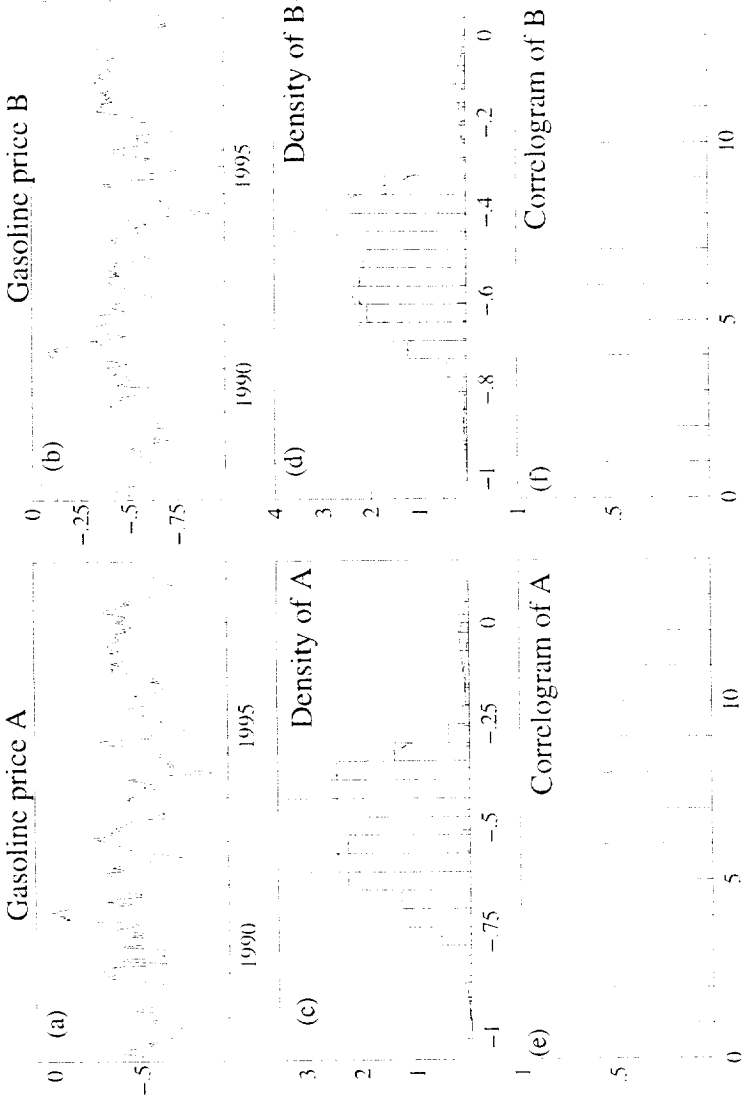 Gasoline price A
(a)
0
-.5
1990 1995
Gasoline price B
(b)
0
-.25
-.5
-.75
1990 1995
Density of A
(c)
3
2
1
-1 -.75 -.5 -.25 0
Density of B
(d)
4
3
2
1
-1 -.8 -.6 -.4 -.2 0
Correlogram of A
(e)
1
.5
0 5 10
Correlogram of B
(f)
1
.5
0 5 10